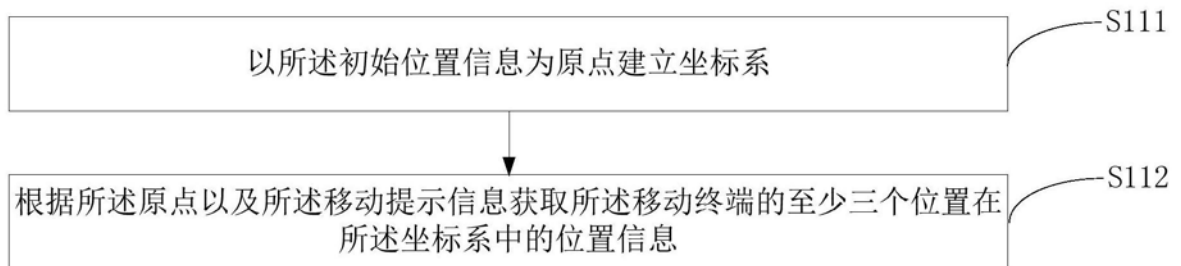 S111
以所述初始位置信息为原点建立坐标系
S112
根据所述原点以及所述移动提示信息获取所述移动终端的至少三个位置在
所述坐标系中的位置信息